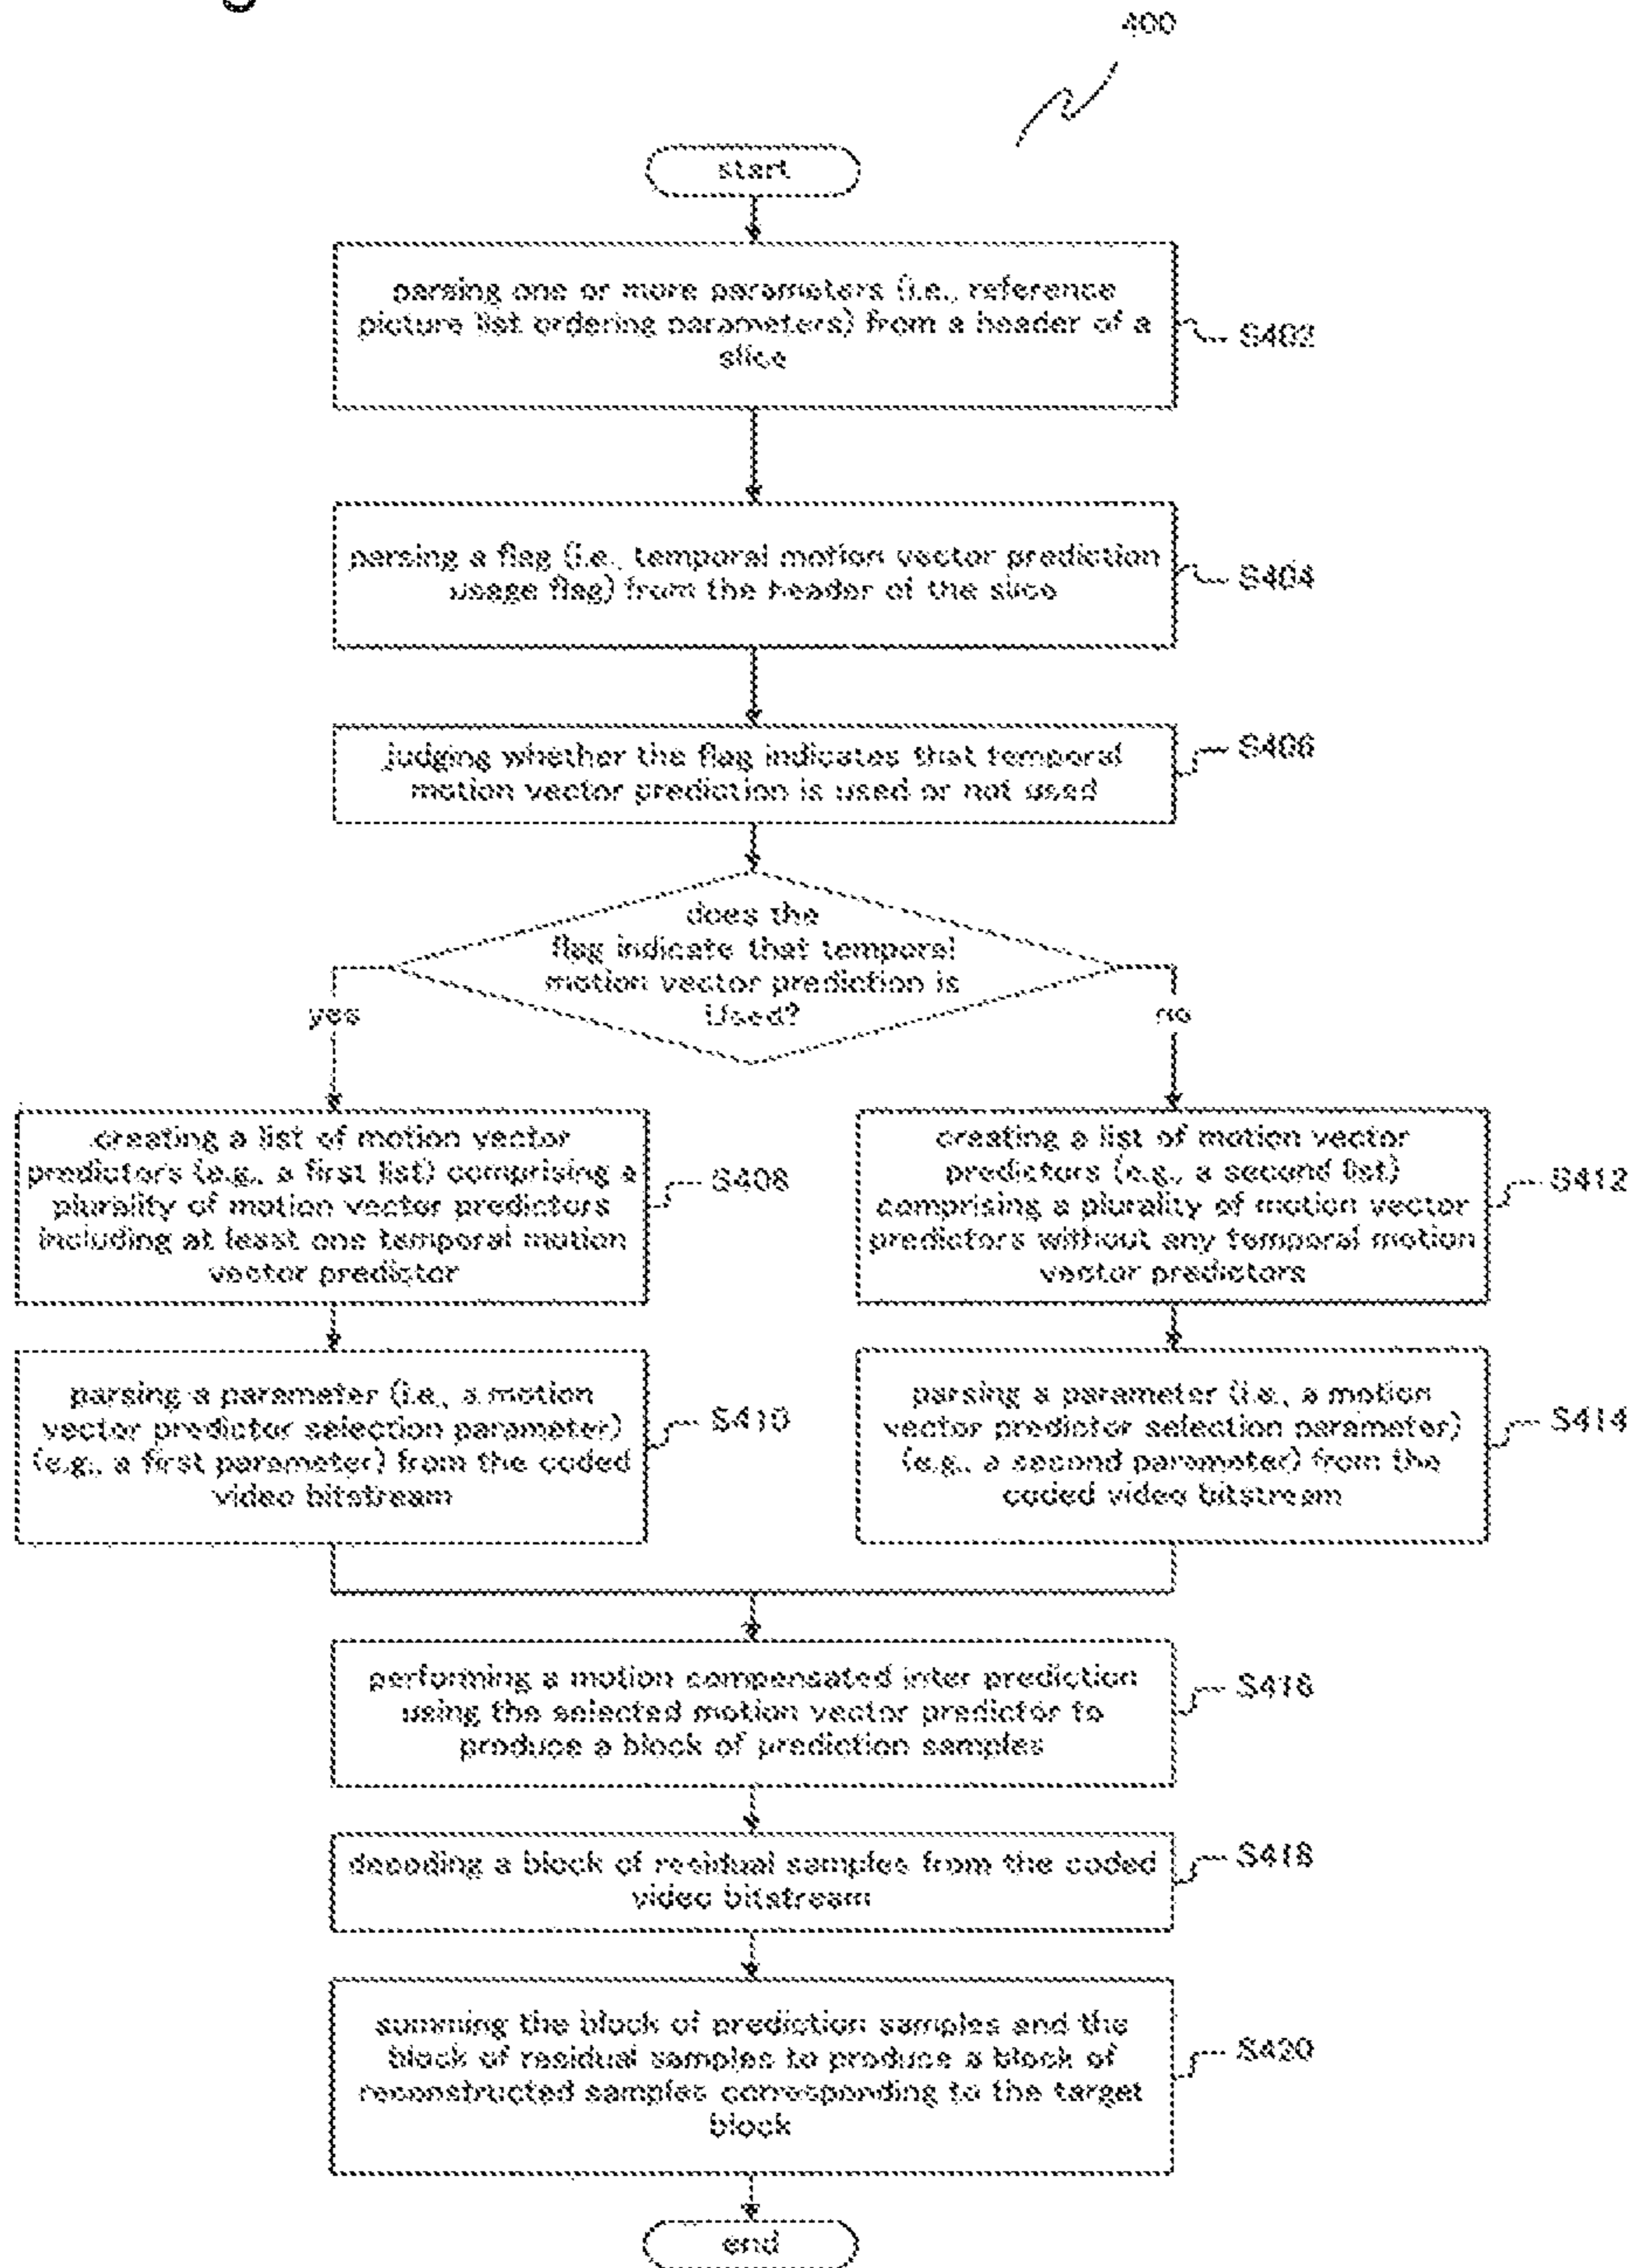 400
start
parsing one or more parameters (i.e., reference
picture list ordering parameters) from a header of a
slice
S402
parsing a flag (i.e., temporal motion vector prediction
usage flag) from the header of the slice
S404
judging whether the flag indicates that temporal
motion vector prediction is used or not used
S406
does the
flag indicate that temporal
motion vector prediction is
Used?
yes
no
creating a list of motion vector
predictors (e.g., a first list) comprising a
plurality of motion vector predictors
including at least one temporal motion
vector predictor
S408
creating a list of motion vector
predictors (e.g., a second list)
comprising a plurality of motion vector
predictors without any temporal motion
vector predictors
S412
parsing a parameter (i.e., a motion
vector predictor selection parameter)
(e.g., a first parameter) from the coded
video bitstream
S410
parsing a parameter (i.e., a motion
vector predictor selection parameter)
(e.g., a second parameter) from the
coded video bitstream
S414
performing a motion compensated inter prediction
using the selected motion vector predictor to
produce a block of prediction samples
S416
decoding a block of residual samples from the coded
video bitstream
S418
summing the block of prediction samples and the
block of residual samples to produce a block of
reconstructed samples corresponding to the target
block
S420
end